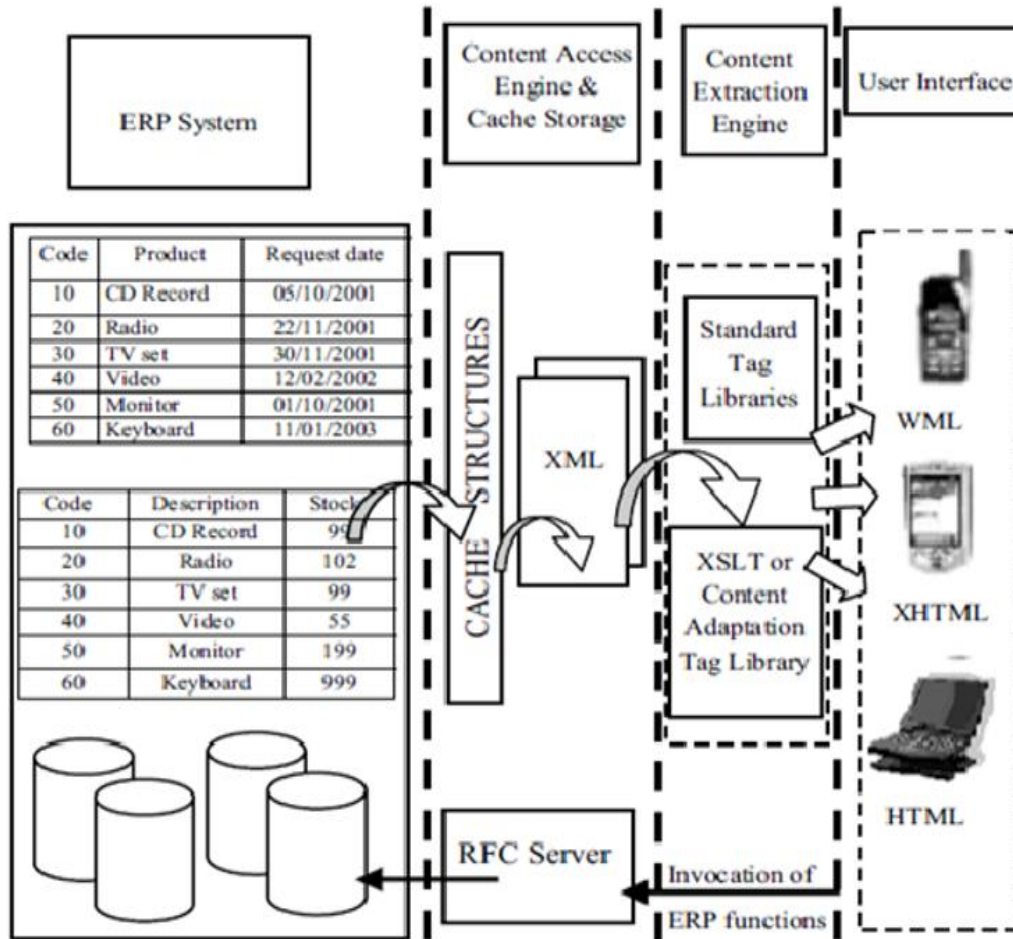 ERP System
Content Access
Engine &
Cache Storage
Content
Extraction
Engine
User Interface
Code Product Request date
10 CD Record 05/10/2001
20 Radio 22/11/2001
30 TV set 30/11/2001
40 Video 12/02/2002
50 Monitor 01/10/2001
60 Keyboard 11/01/2003
Code Description Stock
10 CD Record 99
20 Radio 102
30 TV set 99
40 Video 55
50 Monitor 199
60 Keyboard 999
CACHE STRUCTURES
XML
Standard
Tag
Libraries
XSLT or
Content
Adaptation
Tag Library
WML
XHTML
HTML
RFC Server
Invocation of
ERP functions